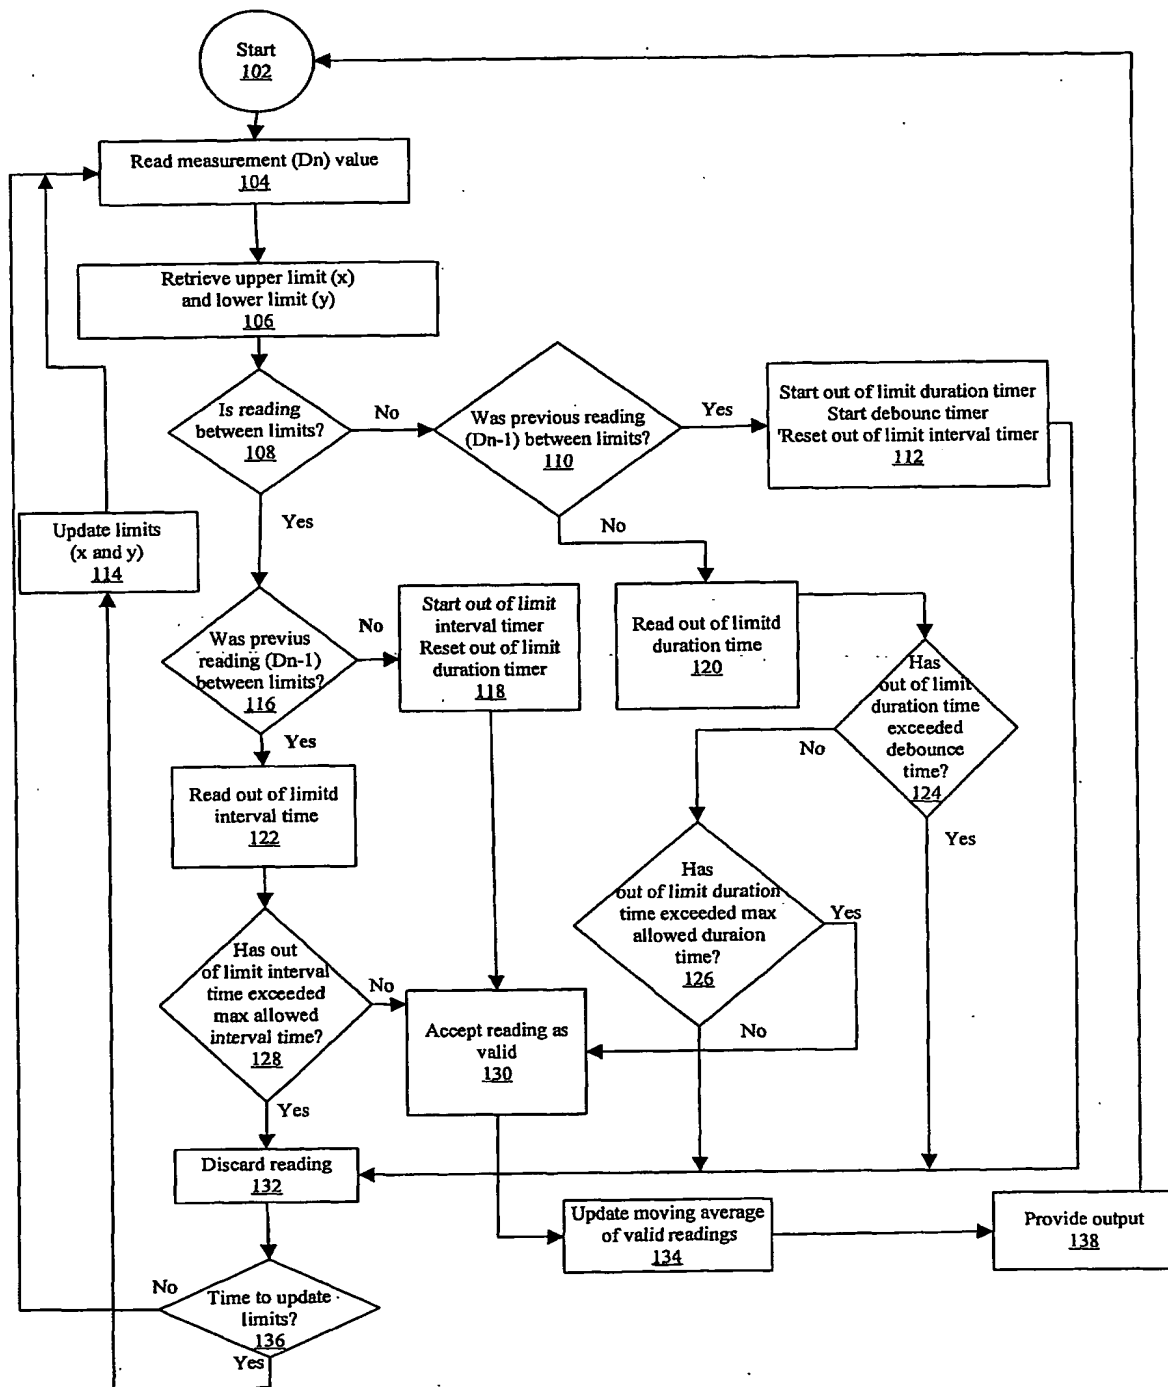 Start
102
Read measurement (Dn) value
104
Retrieve upper limit (x)
and lower limit (y)
106
Is reading
between limits?
108
No
Was previous reading
(Dn-1) between limits?
110
Yes
Start out of limit duration timer
Start debounc timer
'Reset out of limit interval timer
112
Yes
No
Update limits
(x and y)
114
Was previus
reading (Dn-1)
between limits?
116
No
Start out of limit
interval timer
Reset out of limit
duration timer
118
Read out of limitd
duration time
120
Has
out of limit
duration time
exceeded
debounce
time?
124
No
Yes
Yes
Read out of limitd
interval time
122
Has
out of limit duration
time exceeded max
allowed duraion
time?
126
Yes
No
Has out
of limit interval
time exceeded
max allowed
interval time?
128
No
Yes
Accept reading as
valid
130
Discard reading
132
Update moving average
of valid readings
134
Provide output
138
Time to update
limits?
136
No
Yes